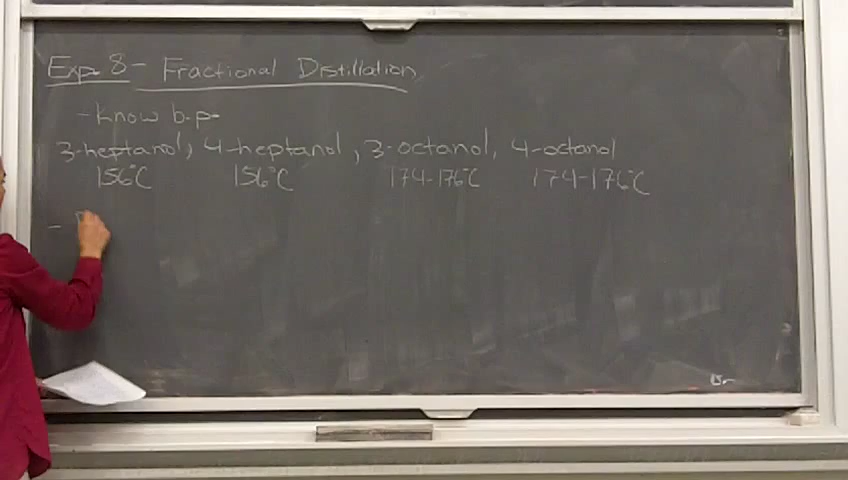 Exp. 8 - Fractional Distillation
- Know b.p.
3-heptanol, 4-heptanol, 3-octanol, 4-octanol
156°C 156°C 174-176°C 174-176°C
-